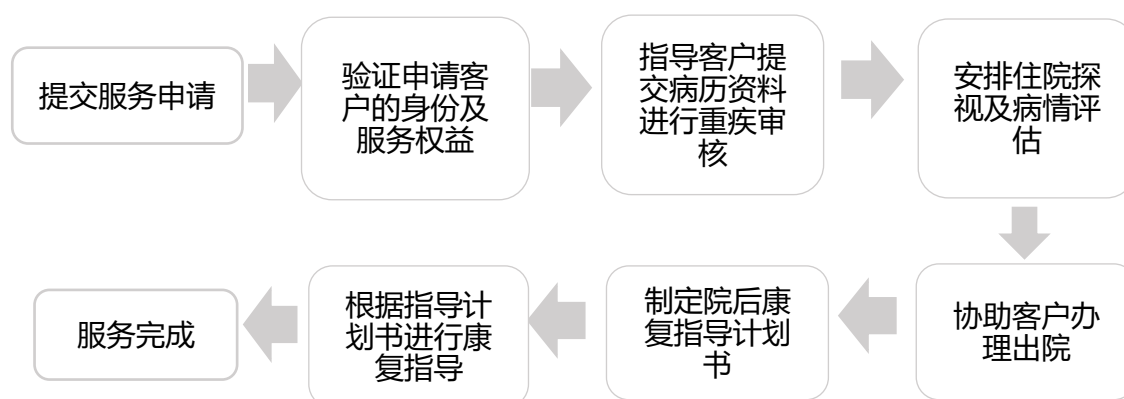 提交服务申请
验证申请客
户的身份及
服务权益
指导客户提
交病历资料
进行重疾审
核
安排住院探
视及病情评
估
协助客户办
理出院
制定院后康
复指导计划
书
根据指导计
划书进行康
复指导
服务完成